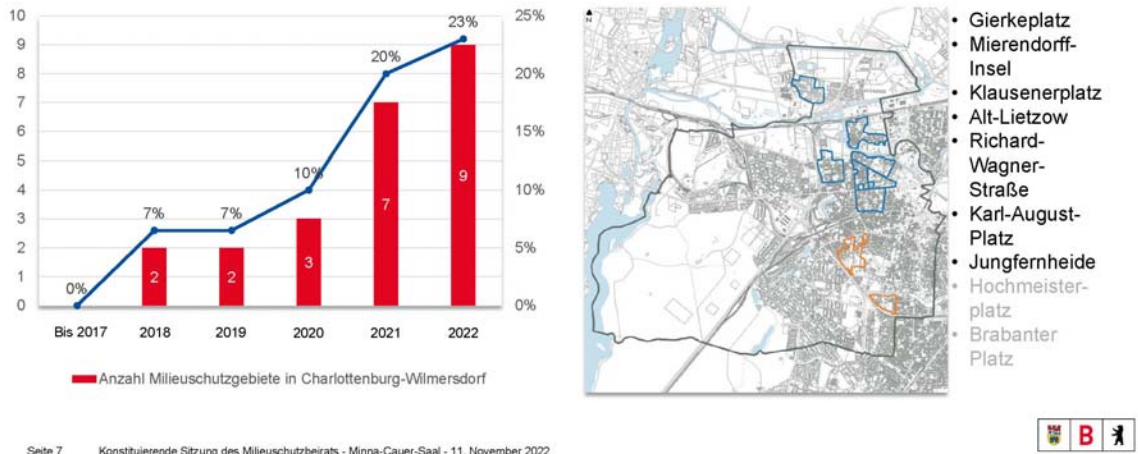 10
9
8
7
6
5
4
3
2
1
0
25%
20%
15%
10%
5%
0%
0%
7%
7%
10%
20%
23%
2
2
3
7
9
Bis 2017
2018
2019
2020
2021
2022
Anzahl Milieuschutzgebiete in Charlottenburg-Wilmersdorf
N
• Gierkeplatz
• Mierendorff-
Insel
• Klausenerplatz
• Alt-Lietzow
• Richard-
Wagner-
Straße
• Karl-August-
Platz
• Jungfernheide
• Hochmeister-
platz
• Brabanter
Platz
B
Seite 7 Konstituierende Sitzung des Milieuschutzbeirats - Minna-Cauer-Saal - 11. November 2022